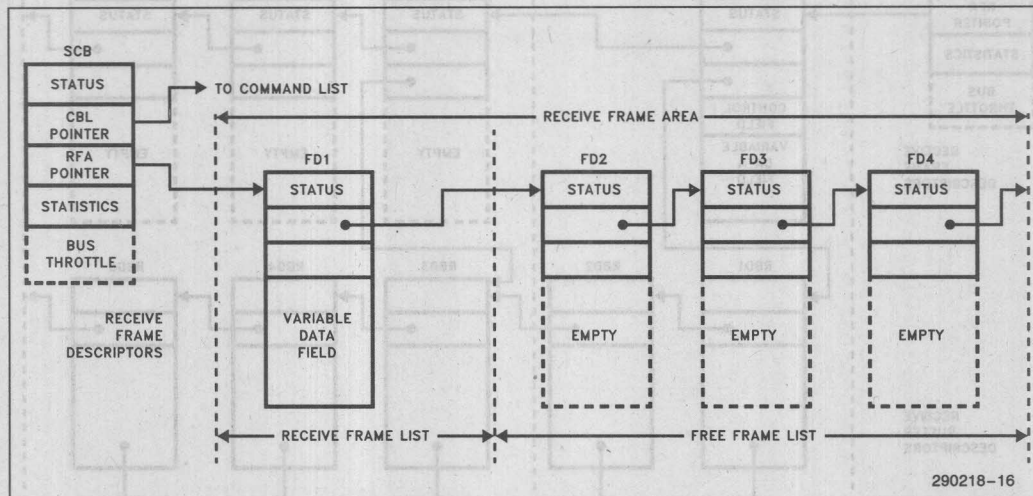 SCB
STATUS
CBL
POINTER
RFA
POINTER
STATISTICS
BUS
THROTTLE
TO COMMAND LIST
RECEIVE FRAME AREA
FD1
STATUS
VARIABLE
DATA
FIELD
FD2
STATUS
EMPTY
FD3
STATUS
EMPTY
FD4
STATUS
EMPTY
RECEIVE
FRAME
DESCRIPTORS
RECEIVE FRAME LIST
FREE FRAME LIST
290218-16